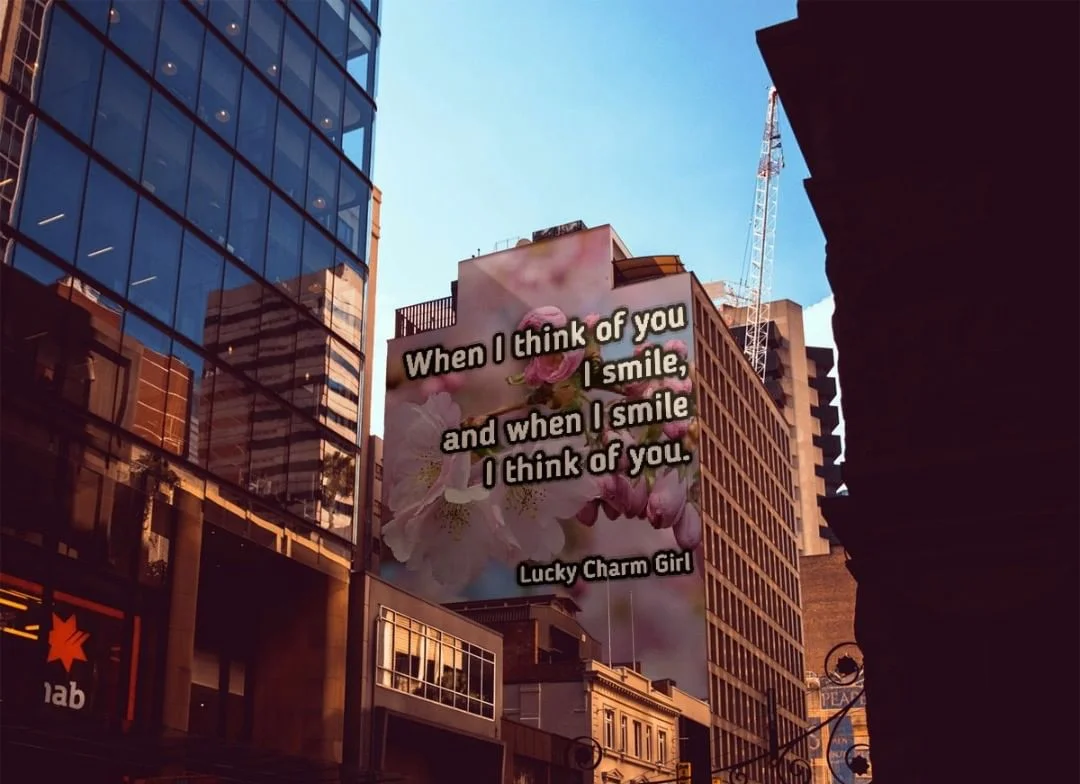 When I think of you
I smile,
and when I smile
I think of you.
Lucky Charm Girl
nab